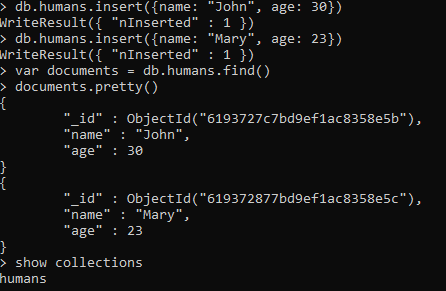 > db.humans.insert({name: "John", age: 30})
WriteResult({ "nInserted" : 1 })
> db.humans.insert({name: "Mary", age: 23})
WriteResult({ "nInserted" : 1 })
> var documents = db.humans.find()
> documents.pretty()
{
        "_id" : ObjectId("6193727c7bd9ef1ac8358e5b"),
        "name" : "John",
        "age" : 30
}
{
        "_id" : ObjectId("619372877bd9ef1ac8358e5c"),
        "name" : "Mary",
        "age" : 23
}
> show collections
humans